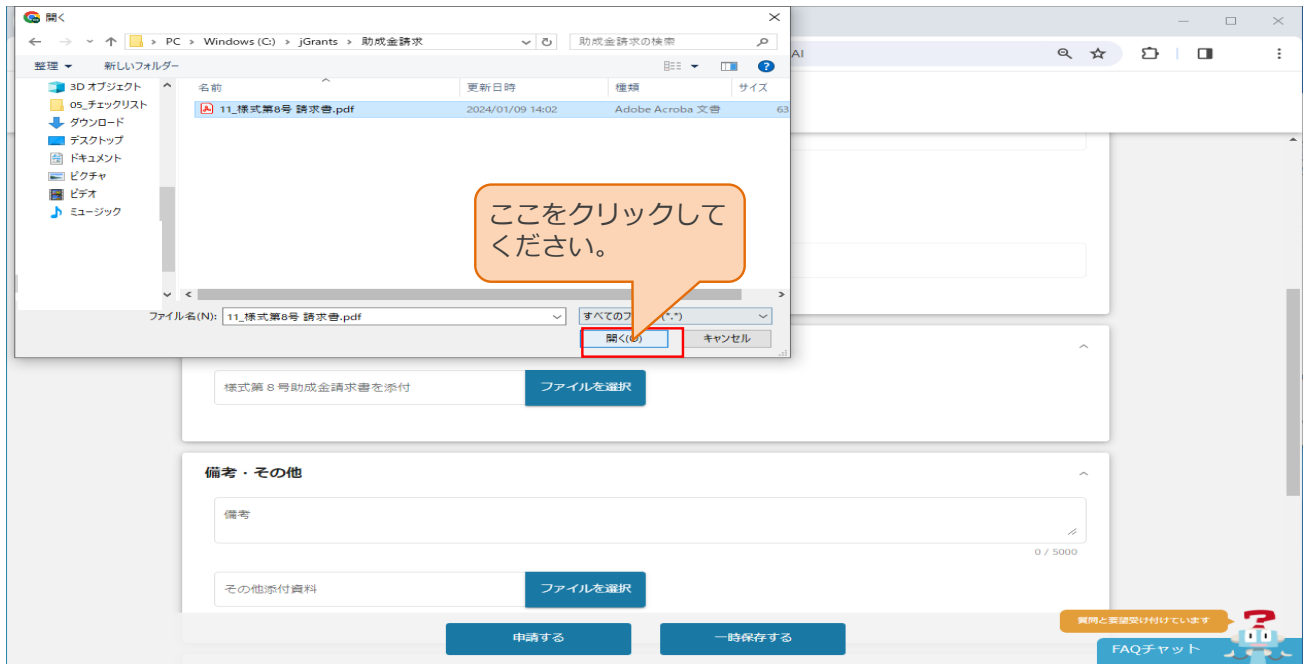 開く
PC > Windows (C:) > jGrants > 助成金請求
助成金請求の検索
整理 新しいフォルダー
3D オブジェクト
05_チェックリスト
ダウンロード
デスクトップ
ドキュメント
ピクチャ
ビデオ
ミュージック
名前 更新日時 種類 サイズ
11_様式第8号 請求書.pdf 2024/01/09 14:02 Adobe Acroba 文書 63
AI
ここをクリックして
ください。
ファイル名(N): 11_様式第8号 請求書.pdf
すべてのフ (*.*)
開く(O) キャンセル
様式第８号助成金請求書を添付 ファイルを選択
備考・その他
備考
0 / 5000
その他添付資料 ファイルを選択
申請する 一時保存する
質問と要望受け付けています
FAQチャット